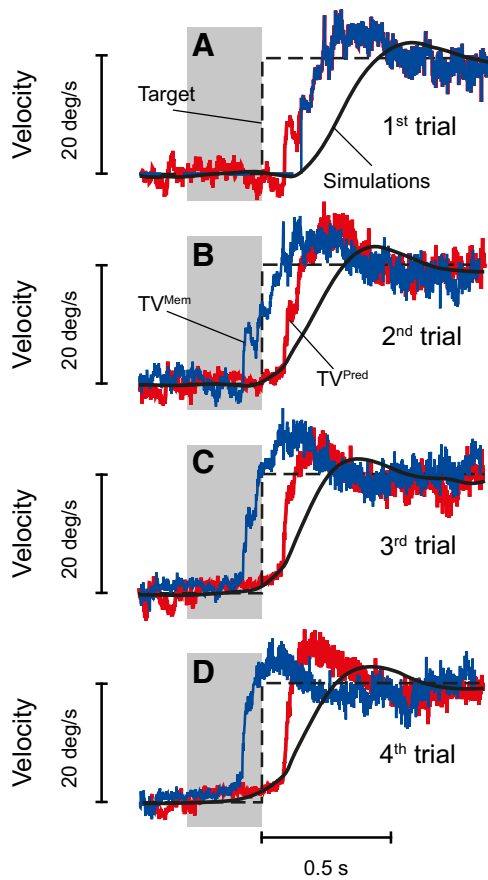 A
Target
Velocity
20 deg/s
1st trial
Simulations
B
TVMem
Velocity
20 deg/s
2nd trial
TVPred
C
Velocity
20 deg/s
3rd trial
D
Velocity
20 deg/s
4th trial
0.5 s